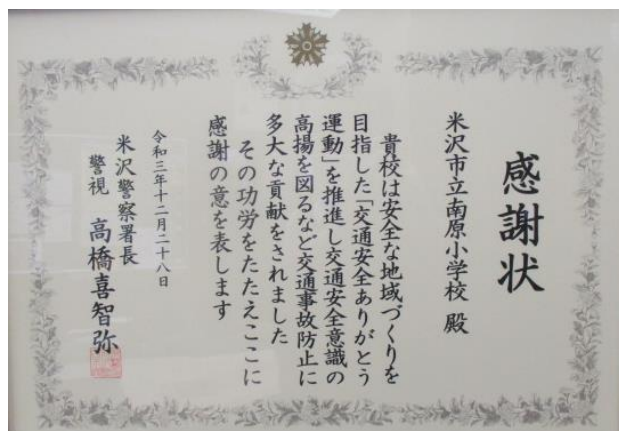 感謝状
米沢市立南原小学校 殿
貴校は安全な地域づくりを
目指した「交通安全ありがとう
運動」を推進し交通安全意識の
高揚を図るなど交通事故防止に
多大な貢献をされました
その功労をたたえここに
感謝の意を表します
令和三年十二月二十八日
米沢警察署長
警視 高橋喜智弥